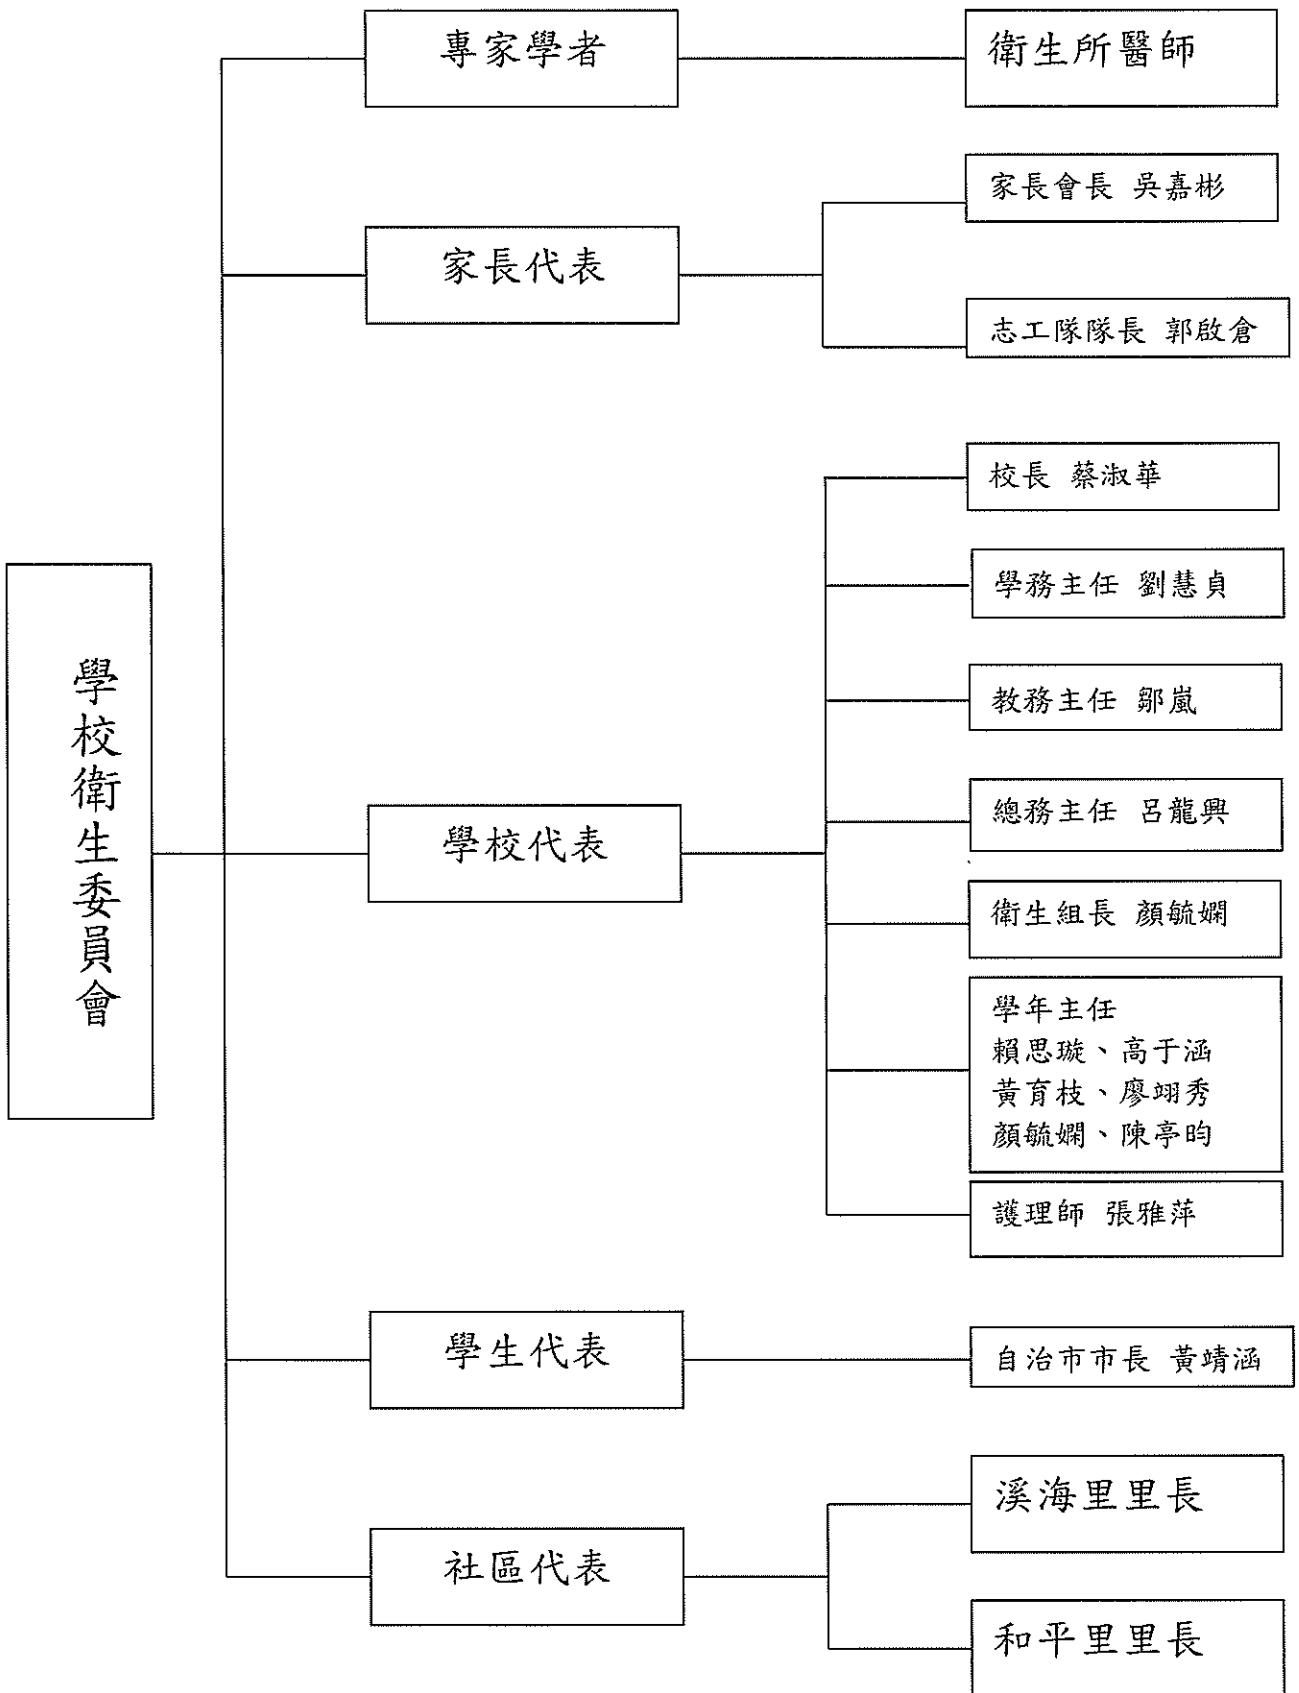 學校衛生委員會
專家學者
衛生所醫師
家長代表
家長會長 吳嘉彬
志工隊隊長 郭啟倉
學校代表
校長 蔡淑華
學務主任 劉慧貞
教務主任 鄒嵐
總務主任 呂龍興
衛生組長 顏毓嫻
學年主任
賴思璇、高于涵
黃育枝、廖翊秀
顏毓嫻、陳亭昀
護理師 張雅萍
學生代表
自治市市長 黃靖涵
社區代表
溪海里里長
和平里里長